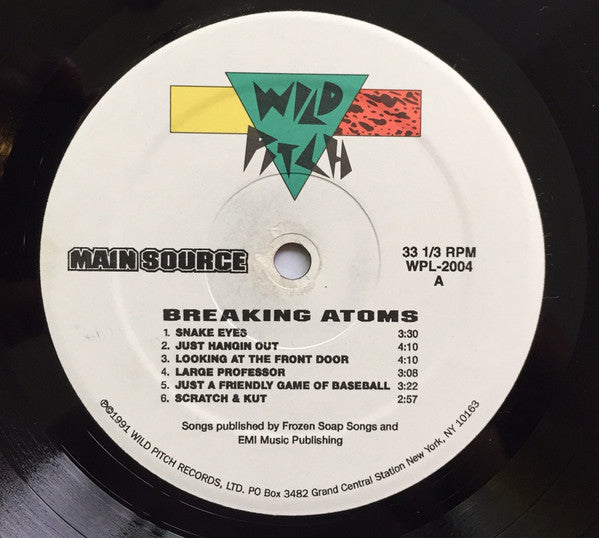 WILD
PITCH
MAIN SOURCE
33 1/3 RPM
WPL-2004
A
BREAKING ATOMS
1. SNAKE EYES 3:30
2. JUST HANGIN OUT 4:10
3. LOOKING AT THE FRONT DOOR 4:10
4. LARGE PROFESSOR 3:08
5. JUST A FRIENDLY GAME OF BASEBALL 3:22
6. SCRATCH & KUT 2:57
Songs published by Frozen Soap Songs and
EMI Music Publishing
℗©1991 WILD PITCH RECORDS, LTD. PO Box 3482 Grand Central Station New York, NY 10163